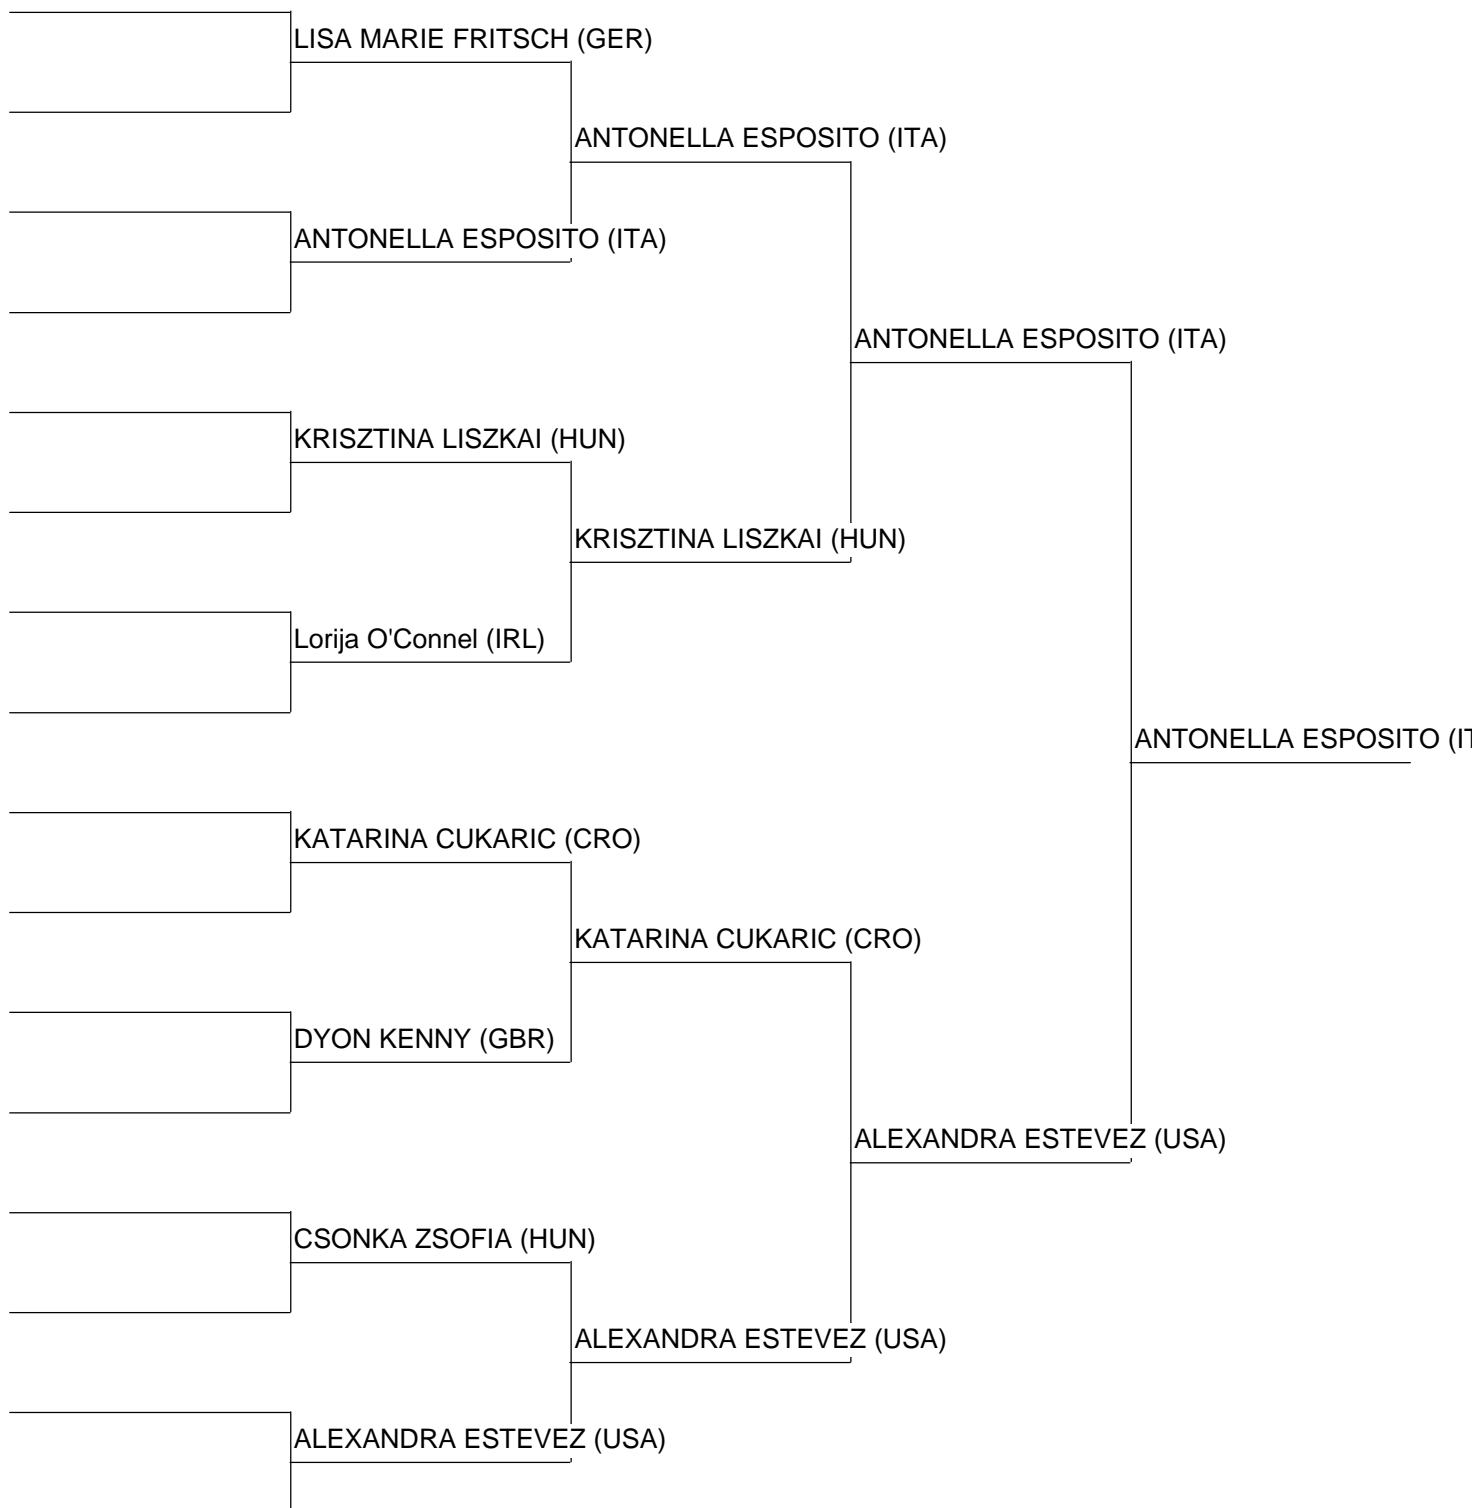 LISA MARIE FRITSCH (GER)
ANTONELLA ESPOSITO (ITA)
ANTONELLA ESPOSITO (ITA)
ANTONELLA ESPOSITO (ITA)
KRISZTINA LISZKAI (HUN)
KRISZTINA LISZKAI (HUN)
Lorija O'Connel (IRL)
ANTONELLA ESPOSITO (IT
KATARINA CUKARIC (CRO)
KATARINA CUKARIC (CRO)
DYON KENNY (GBR)
ALEXANDRA ESTEVEZ (USA)
CSONKA ZSOFIA (HUN)
ALEXANDRA ESTEVEZ (USA)
ALEXANDRA ESTEVEZ (USA)